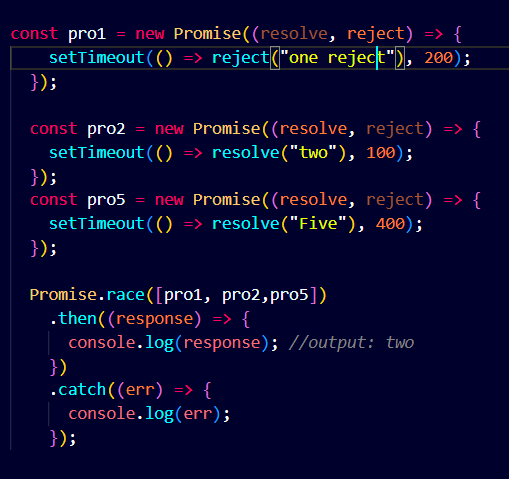 const pro1 = new Promise((resolve, reject) => {
    setTimeout(() => reject("one reject"), 200);
  });

  const pro2 = new Promise((resolve, reject) => {
    setTimeout(() => resolve("two"), 100);
  });
  const pro5 = new Promise((resolve, reject) => {
    setTimeout(() => resolve("Five"), 400);
  });

  Promise.race([pro1, pro2,pro5])
    .then((response) => {
      console.log(response); //output: two
    })
    .catch((err) => {
      console.log(err);
    });